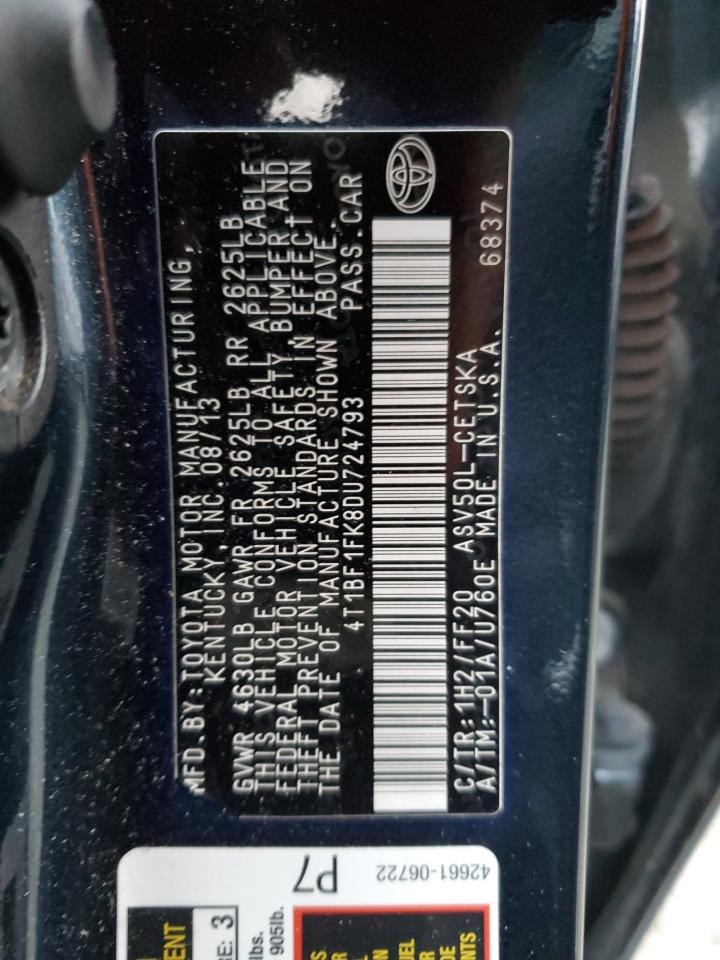 MFD.BY:TOYOTA MOTOR MANUFACTURING,
KENTUCKY, INC.08/13
GVWR 4630LB GAWR FR 2625LB RR 2625LB
THIS VEHICLE CONFORMS TO ALL APPLICABLE
FEDERAL MOTOR VEHICLE SAFETY, BUMPER AND
THEFT PREVENTION STANDARDS IN EFFECT ON
THE DATE OF MANUFACTURE SHOWN ABOVE.
4T1BF1FK8DU724793 PASS.CAR
C/TR:1H2/FF20 ASV50L-CETSKA 68374
A/TM:-01A/U760E MADE IN U.S.A.
P7
42661-06722
3
905lb.